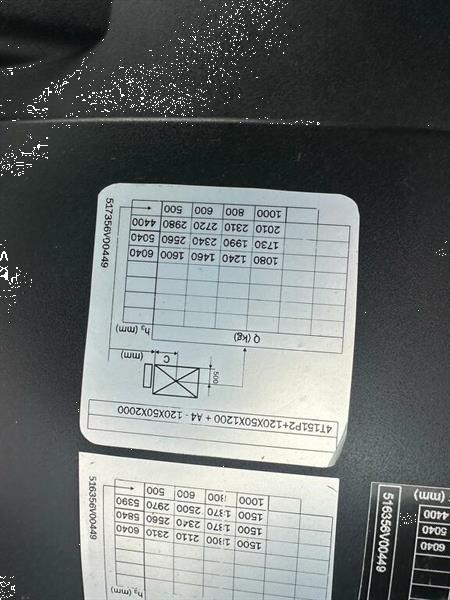 6040
5040
4400
(mm)
516356V00449
h₃ (mm)
1500 1300 2110 2310 6040
1500 1370 2340 2560 5840
1500 1370 2500 2970 5390
1000 800 600 500
516356V00449
4T151P2+120X50X1200 + A4 - 120X50X2000
500
C (mm)
Q (kg) h₃ (mm)
1080 1240 1460 1600 6040
1730 1990 2340 2560 5040
2010 2310 2720 2980 4400
1000 800 600 500
517356V00449